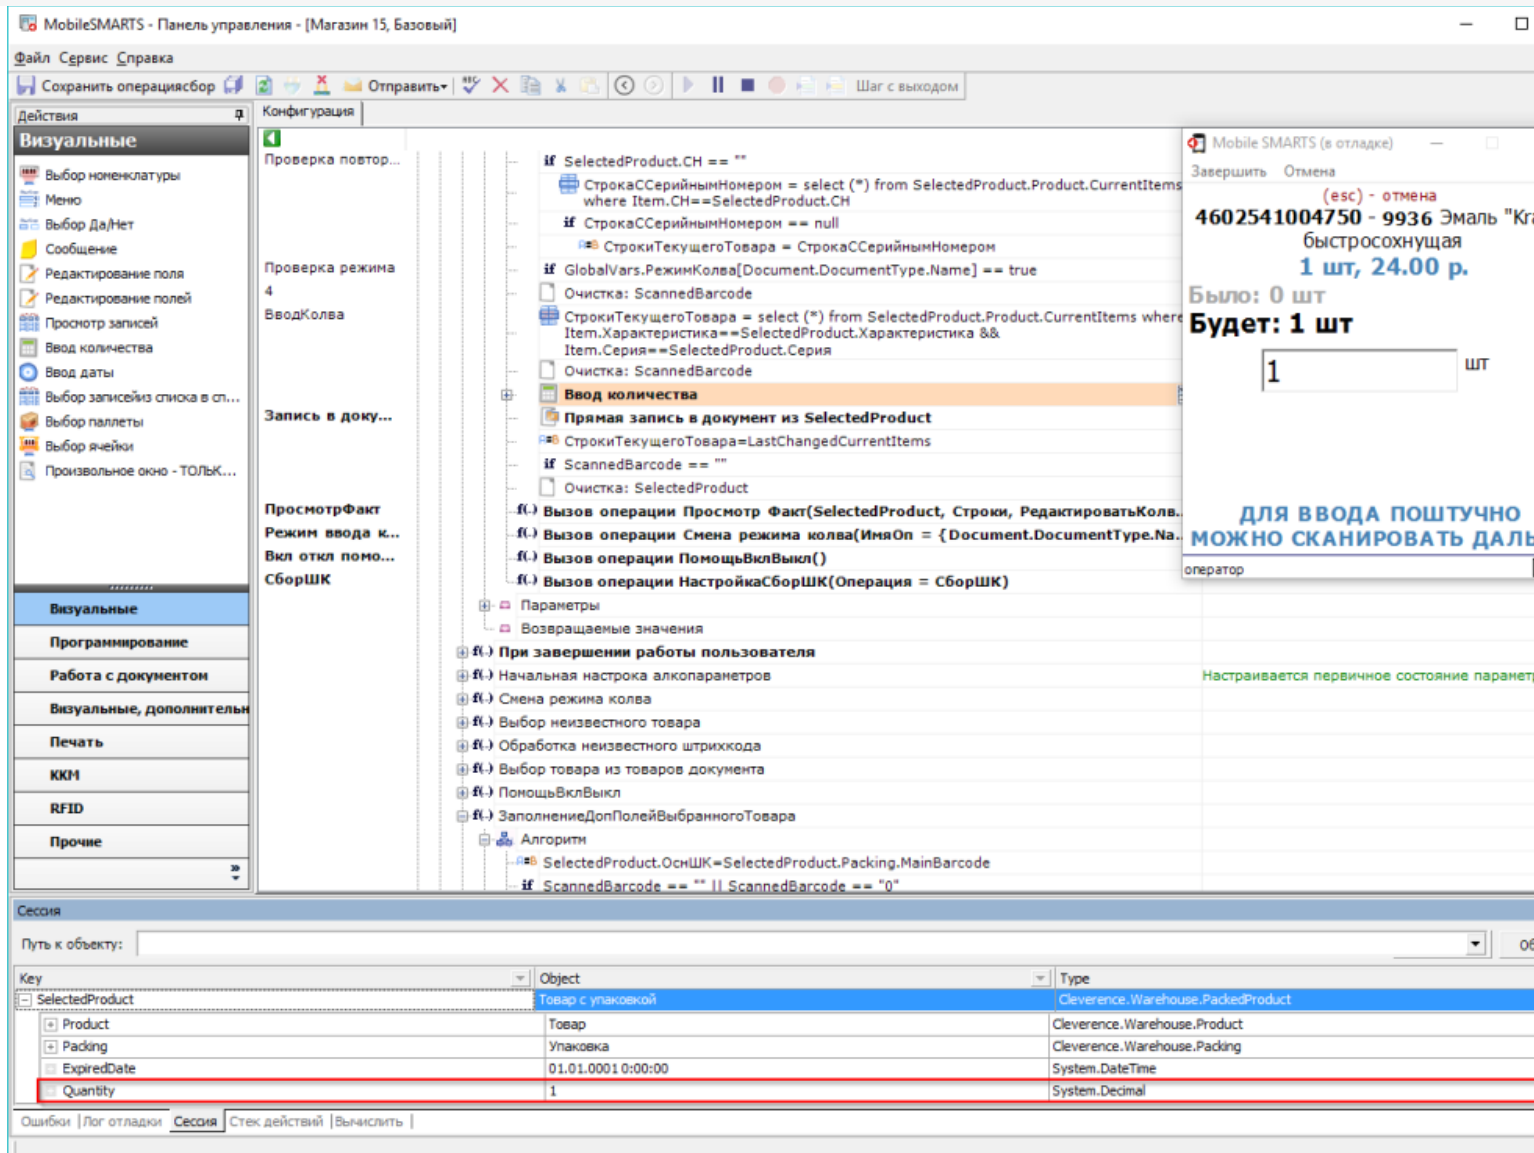 MobileSMARTS - Панель управления - [Магазин 15, Базовый]
Файл Сервис Справка
Сохранить операциясбор Отправить Шаг с выходом
Действия
Визуальные
Выбор номенклатуры
Меню
Выбор Да/Нет
Сообщение
Редактирование поля
Редактирование полей
Просмотр записей
Ввод количества
Ввод даты
Выбор записейиз списка в сп...
Выбор паллеты
Выбор ячейки
Произвольное окно - ТОЛЬК...
Визуальные
Программирование
Работа с документом
Визуальные, дополнительн
Печать
ККМ
RFID
Прочие
Конфигурация
Проверка повтор...
if SelectedProduct.СН == ""
СтрокаССерийнымНомером = select (*) from SelectedProduct.Product.CurrentItems
where Item.СН==SelectedProduct.СН
if СтрокаССерийнымНомером == null
A=B СтрокиТекущегоТовара = СтрокаССерийнымНомером
Проверка режима
if GlobalVars.РежимКолва[Document.DocumentType.Name] == true
4
Очистка: ScannedBarcode
ВводКолва
СтрокиТекущегоТовара = select (*) from SelectedProduct.Product.CurrentItems where
Item.Характеристика==SelectedProduct.Характеристика &&
Item.Серия==SelectedProduct.Серия
Очистка: ScannedBarcode
Ввод количества
Запись в доку...
Прямая запись в документ из SelectedProduct
A=B СтрокиТекущегоТовара=LastChangedCurrentItems
if ScannedBarcode == ""
Очистка: SelectedProduct
ПросмотрФакт
f(..) Вызов операции Просмотр Факт(SelectedProduct, Строки, РедактироватьКолв...
Режим ввода к...
f(..) Вызов операции Смена режима колва(ИмяОп = {Document.DocumentType.Na...
Вкл откл помо...
f(..) Вызов операции ПомощьВклВыкл()
СборШК
f(..) Вызов операции НастройкаСборШК(Операция = СборШК)
Параметры
Возвращаемые значения
f(..) При завершении работы пользователя
f(..) Начальная настрока алкопараметров
Настраивается первичное состояние парамет
f(..) Смена режима колва
f(..) Выбор неизвестного товара
f(..) Обработка неизвестного штрихкода
f(..) Выбор товара из товаров документа
f(..) ПомощьВклВыкл
f(..) ЗаполнениеДопПолейВыбранногоТовара
Алгоритм
A=B SelectedProduct.ОснШК=SelectedProduct.Packing.MainBarcode
if ScannedBarcode == "" || ScannedBarcode == "0"
Mobile SMARTS (в отладке)
Завершить Отмена
(esc) - отмена
4602541004750 - 9936 Эмаль "Kra
быстросохнущая
1 шт, 24.00 р.
Было: 0 шт
Будет: 1 шт
1 шт
ДЛЯ ВВОДА ПОШТУЧНО
МОЖНО СКАНИРОВАТЬ ДАЛЬ
оператор
Сессия
Путь к объекту: Об
Key Object Type
SelectedProduct Товар с упаковкой Cleverence.Warehouse.PackedProduct
Product Товар Cleverence.Warehouse.Product
Packing Упаковка Cleverence.Warehouse.Packing
ExpiredDate 01.01.0001 0:00:00 System.DateTime
Quantity 1 System.Decimal
Ошибки Лог отладки Сессия Стек действий Вычислить